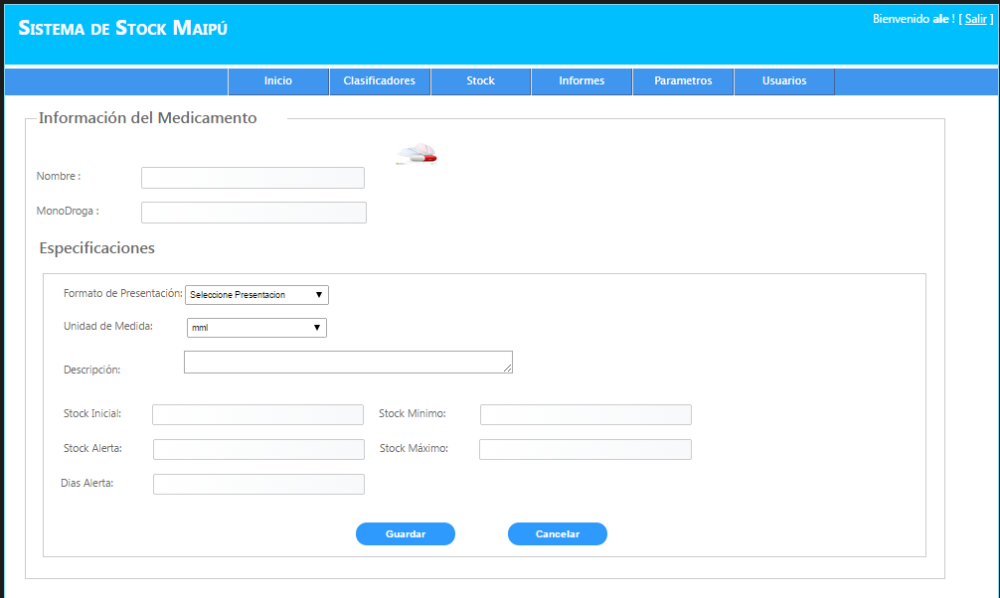 SISTEMA DE STOCK MAIPÚ
Bienvenido ale ! [ Salir ]
Inicio Clasificadores Stock Informes Parametros Usuarios
Información del Medicamento
Nombre :
MonoDroga :
Especificaciones
Formato de Presentación: Seleccione Presentacion
Unidad de Medida: mml
Descripción:
Stock Inicial: Stock Minimo:
Stock Alerta: Stock Máximo:
Dias Alerta:
Guardar Cancelar